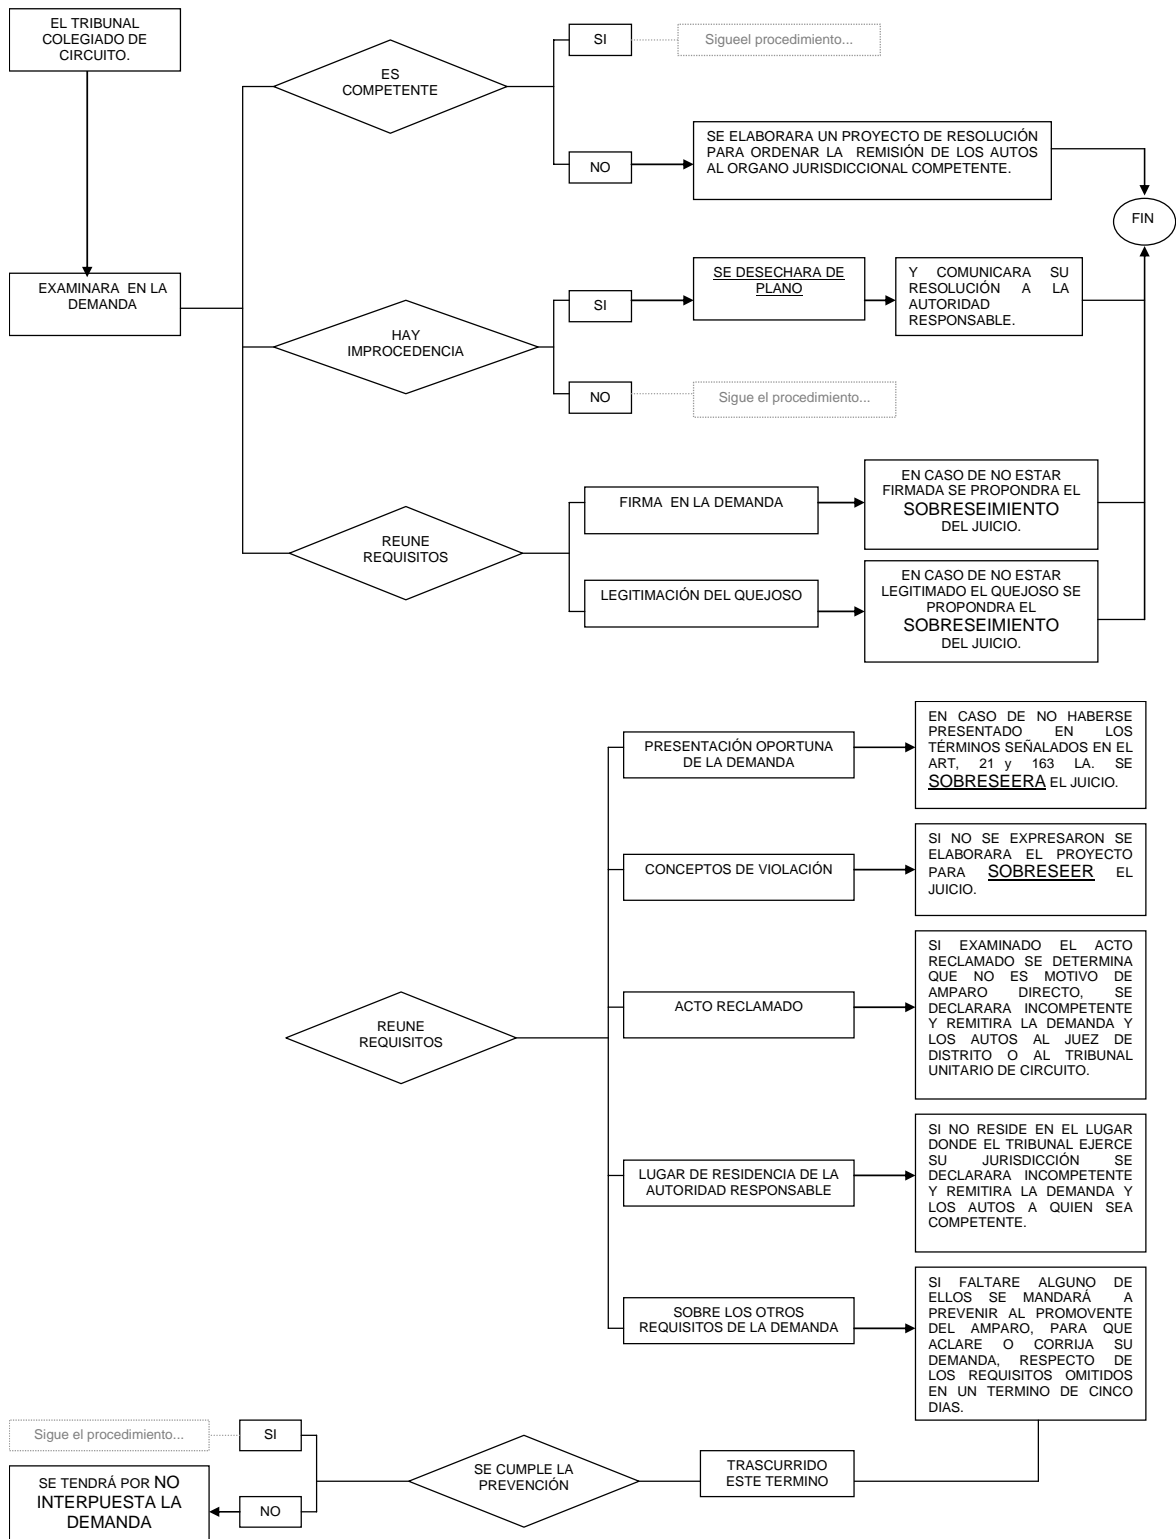 EL TRIBUNAL
COLEGIADO DE
CIRCUITO.
EXAMINARA EN LA
DEMANDA
ES
COMPETENTE
SI
Sigueel procedimiento...
NO
SE ELABORARA UN PROYECTO DE RESOLUCIÓN
PARA ORDENAR LA REMISIÓN DE LOS AUTOS
AL ORGANO JURISDICCIONAL COMPETENTE.
FIN
HAY
IMPROCEDENCIA
SI
SE DESECHARA DE
PLANO
Y COMUNICARA SU
RESOLUCIÓN A LA
AUTORIDAD
RESPONSABLE.
NO
Sigue el procedimiento...
REUNE
REQUISITOS
FIRMA EN LA DEMANDA
EN CASO DE NO ESTAR
FIRMADA SE PROPONDRA EL
SOBRESEIMIENTO
DEL JUICIO.
LEGITIMACIÓN DEL QUEJOSO
EN CASO DE NO ESTAR
LEGITIMADO EL QUEJOSO SE
PROPONDRA EL
SOBRESEIMIENTO
DEL JUICIO.
REUNE
REQUISITOS
PRESENTACIÓN OPORTUNA
DE LA DEMANDA
EN CASO DE NO HABERSE
PRESENTADO EN LOS
TÉRMINOS SEÑALADOS EN EL
ART, 21 y 163 LA. SE
SOBRESEERA EL JUICIO.
CONCEPTOS DE VIOLACIÓN
SI NO SE EXPRESARON SE
ELABORARA EL PROYECTO
PARA SOBRESEER EL
JUICIO.
ACTO RECLAMADO
SI EXAMINADO EL ACTO
RECLAMADO SE DETERMINA
QUE NO ES MOTIVO DE
AMPARO DIRECTO, SE
DECLARARA INCOMPETENTE
Y REMITIRA LA DEMANDA Y
LOS AUTOS AL JUEZ DE
DISTRITO O AL TRIBUNAL
UNITARIO DE CIRCUITO.
LUGAR DE RESIDENCIA DE LA
AUTORIDAD RESPONSABLE
SI NO RESIDE EN EL LUGAR
DONDE EL TRIBUNAL EJERCE
SU JURISDICCIÓN SE
DECLARARA INCOMPETENTE
Y REMITIRA LA DEMANDA Y
LOS AUTOS A QUIEN SEA
COMPETENTE.
SOBRE LOS OTROS
REQUISITOS DE LA DEMANDA
SI FALTARE ALGUNO DE
ELLOS SE MANDARÁ A
PREVENIR AL PROMOVENTE
DEL AMPARO, PARA QUE
ACLARE O CORRIJA SU
DEMANDA, RESPECTO DE
LOS REQUISITOS OMITIDOS
EN UN TERMINO DE CINCO
DIAS.
TRASCURRIDO
ESTE TERMINO
SE CUMPLE LA
PREVENCIÓN
SI
Sigue el procedimiento...
NO
SE TENDRÁ POR NO
INTERPUESTA LA
DEMANDA